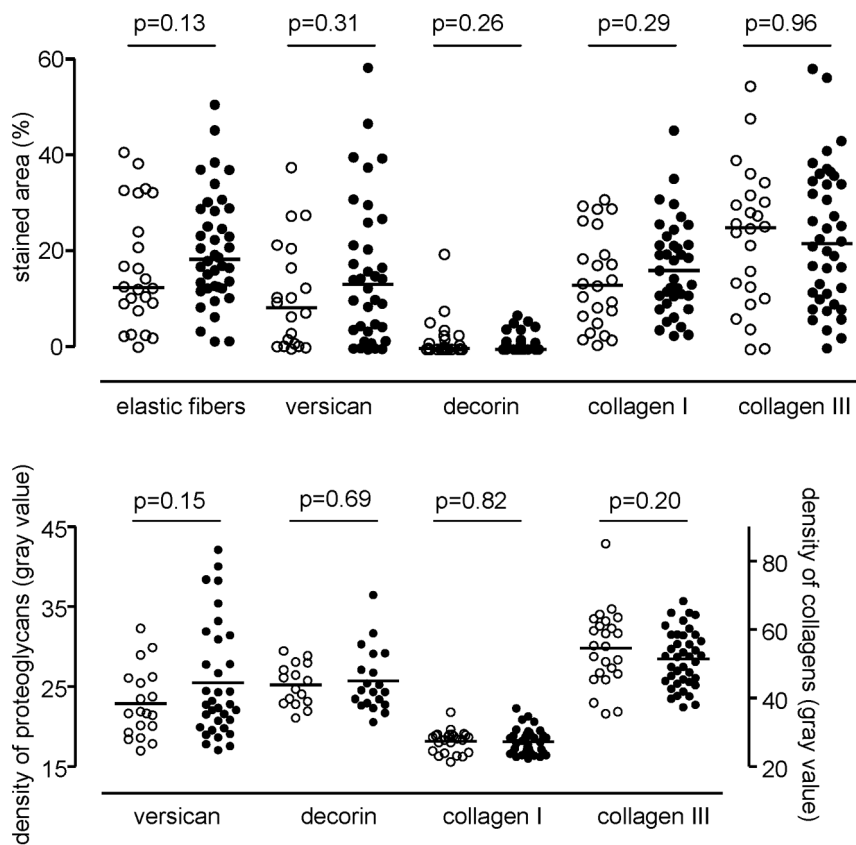 p=0.13 p=0.31 p=0.26 p=0.29 p=0.96
60
40
20
0
stained area (%)
elastic fibers versican decorin collagen I collagen III
p=0.15 p=0.69 p=0.82 p=0.20
45
35
25
15
density of proteoglycans (gray value)
80
60
40
20
density of collagens (gray value)
versican decorin collagen I collagen III